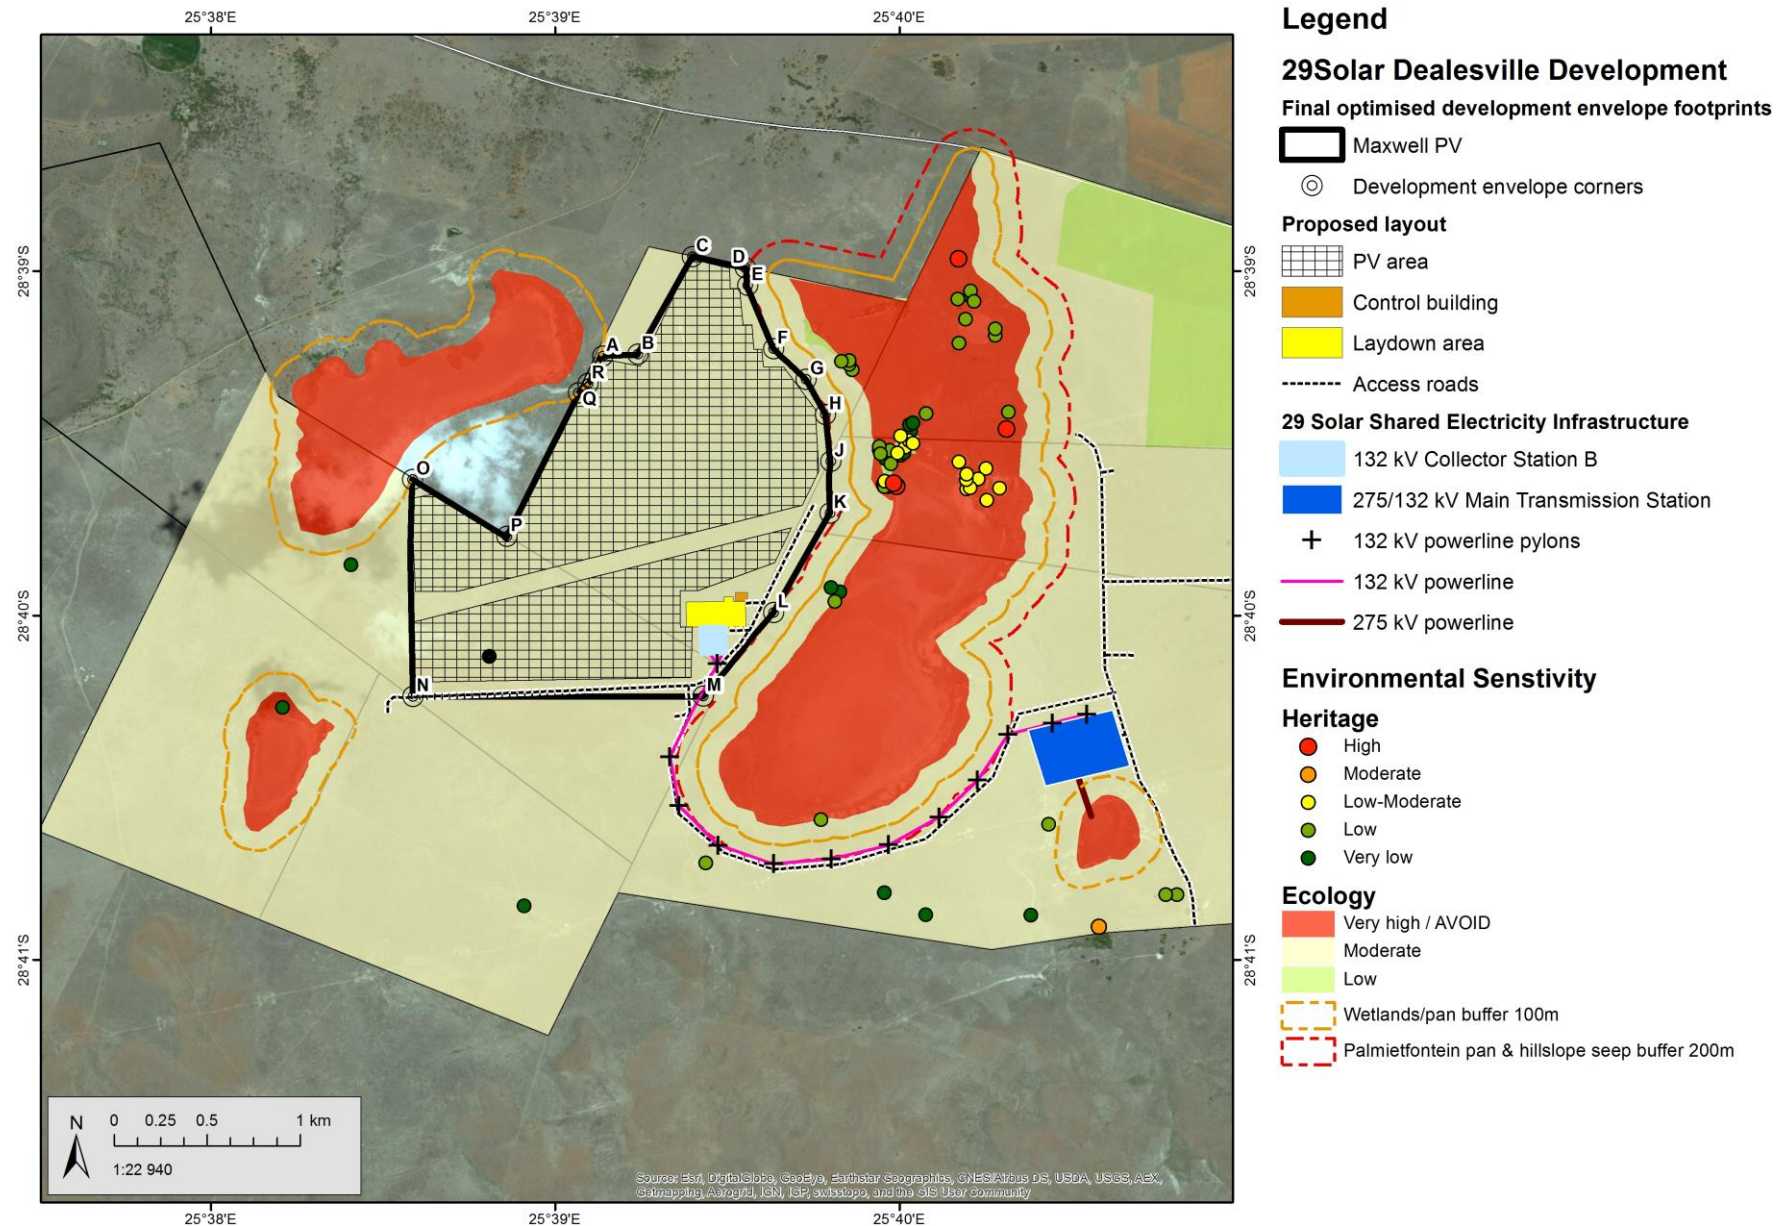 25°38'E 25°39'E 25°40'E
Legend
29Solar Dealesville Development
Final optimised development envelope footprints
Maxwell PV
Development envelope corners
Proposed layout
PV area
Control building
Laydown area
Access roads
29 Solar Shared Electricity Infrastructure
132 kV Collector Station B
275/132 kV Main Transmission Station
132 kV powerline pylons
132 kV powerline
275 kV powerline
Environmental Senstivity
Heritage
High
Moderate
Low-Moderate
Low
Very low
Ecology
Very high / AVOID
Moderate
Low
Wetlands/pan buffer 100m
Palmietfontein pan & hillslope seep buffer 200m
28°39'S
28°40'S
28°41'S
28°39'S
28°40'S
28°41'S
A
B
C
D
E
F
G
H
J
K
L
M
N
O
P
Q
R
N
0 0.25 0.5 1 km
1:22 940
Source: Esri, DigitalGlobe, GeoEye, Earthstar Geographics, CNES/Airbus DS, USDA, USGS, AEX,
Getmapping, Aerogrid, IGN, IGP, swisstopo, and the GIS User Community
25°38'E 25°39'E 25°40'E